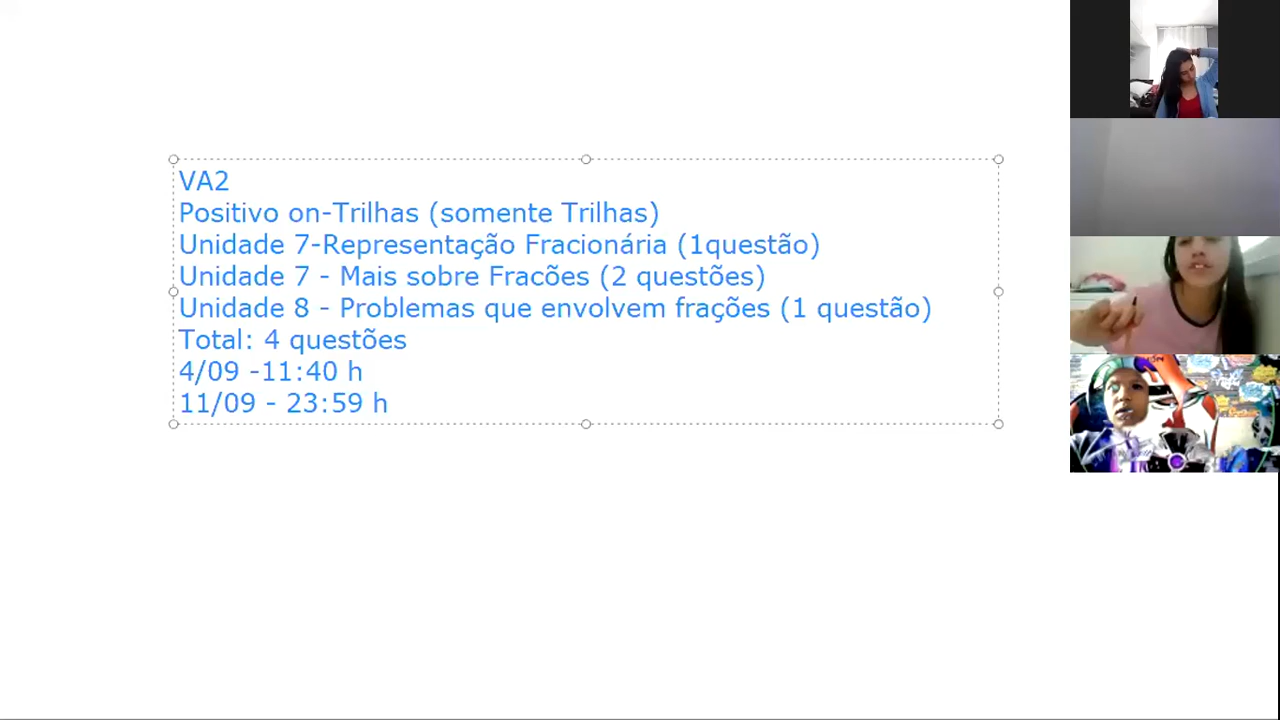 VA2
Positivo on-Trilhas (somente Trilhas)
Unidade 7-Representação Fracionária (1questão)
Unidade 7 - Mais sobre Fracões (2 questões)
Unidade 8 - Problemas que envolvem frações (1 questão)
Total: 4 questões
4/09 -11:40 h
11/09 - 23:59 h